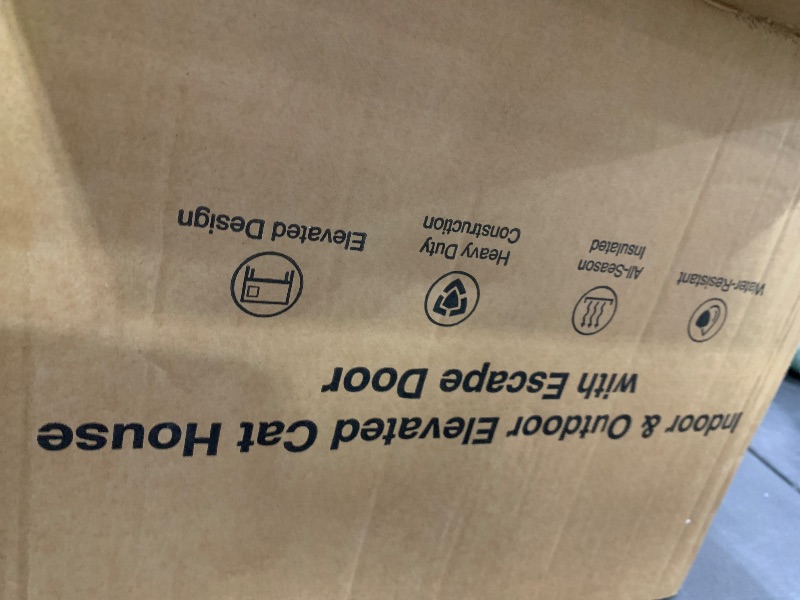 Indoor & Outdoor Elevated Cat House
with Escape Door
Water-Resistant
All-Season
Insulated
Heavy Duty
Construction
Elevated Design